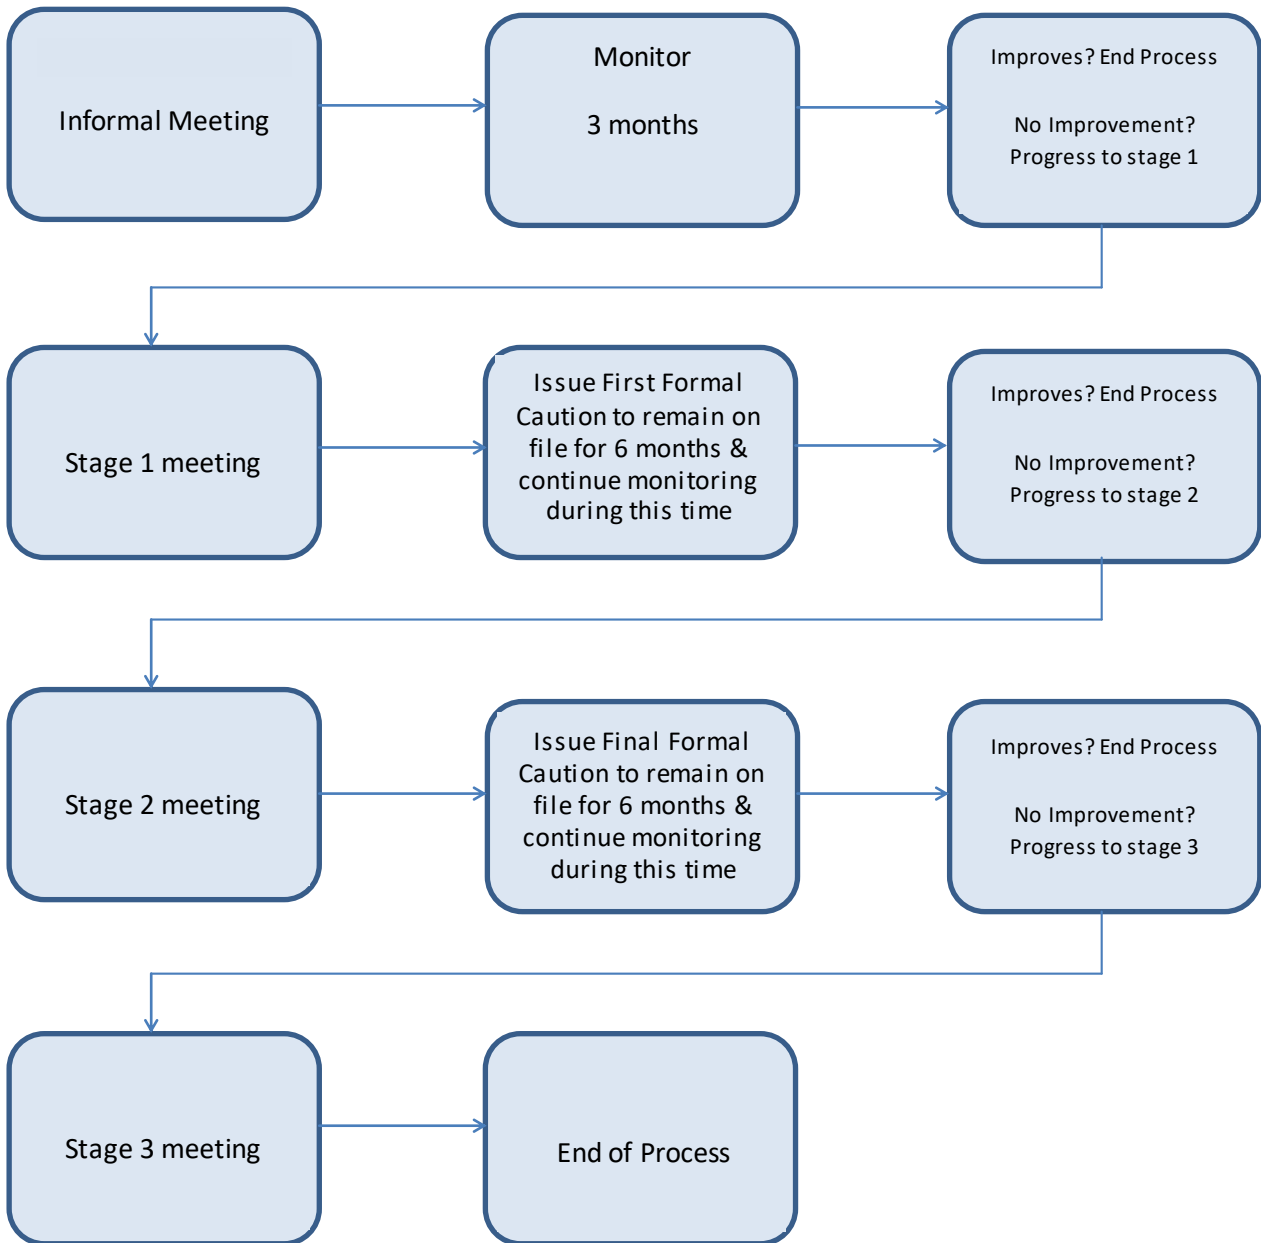 Informal Meeting
Monitor
3 months
Improves? End Process
No Improvement?
Progress to stage 1
Stage 1 meeting
Issue First Formal
Caution to remain on
file for 6 months &
continue monitoring
during this time
Improves? End Process
No Improvement?
Progress to stage 2
Stage 2 meeting
Issue Final Formal
Caution to remain on
file for 6 months &
continue monitoring
during this time
Improves? End Process
No Improvement?
Progress to stage 3
Stage 3 meeting
End of Process